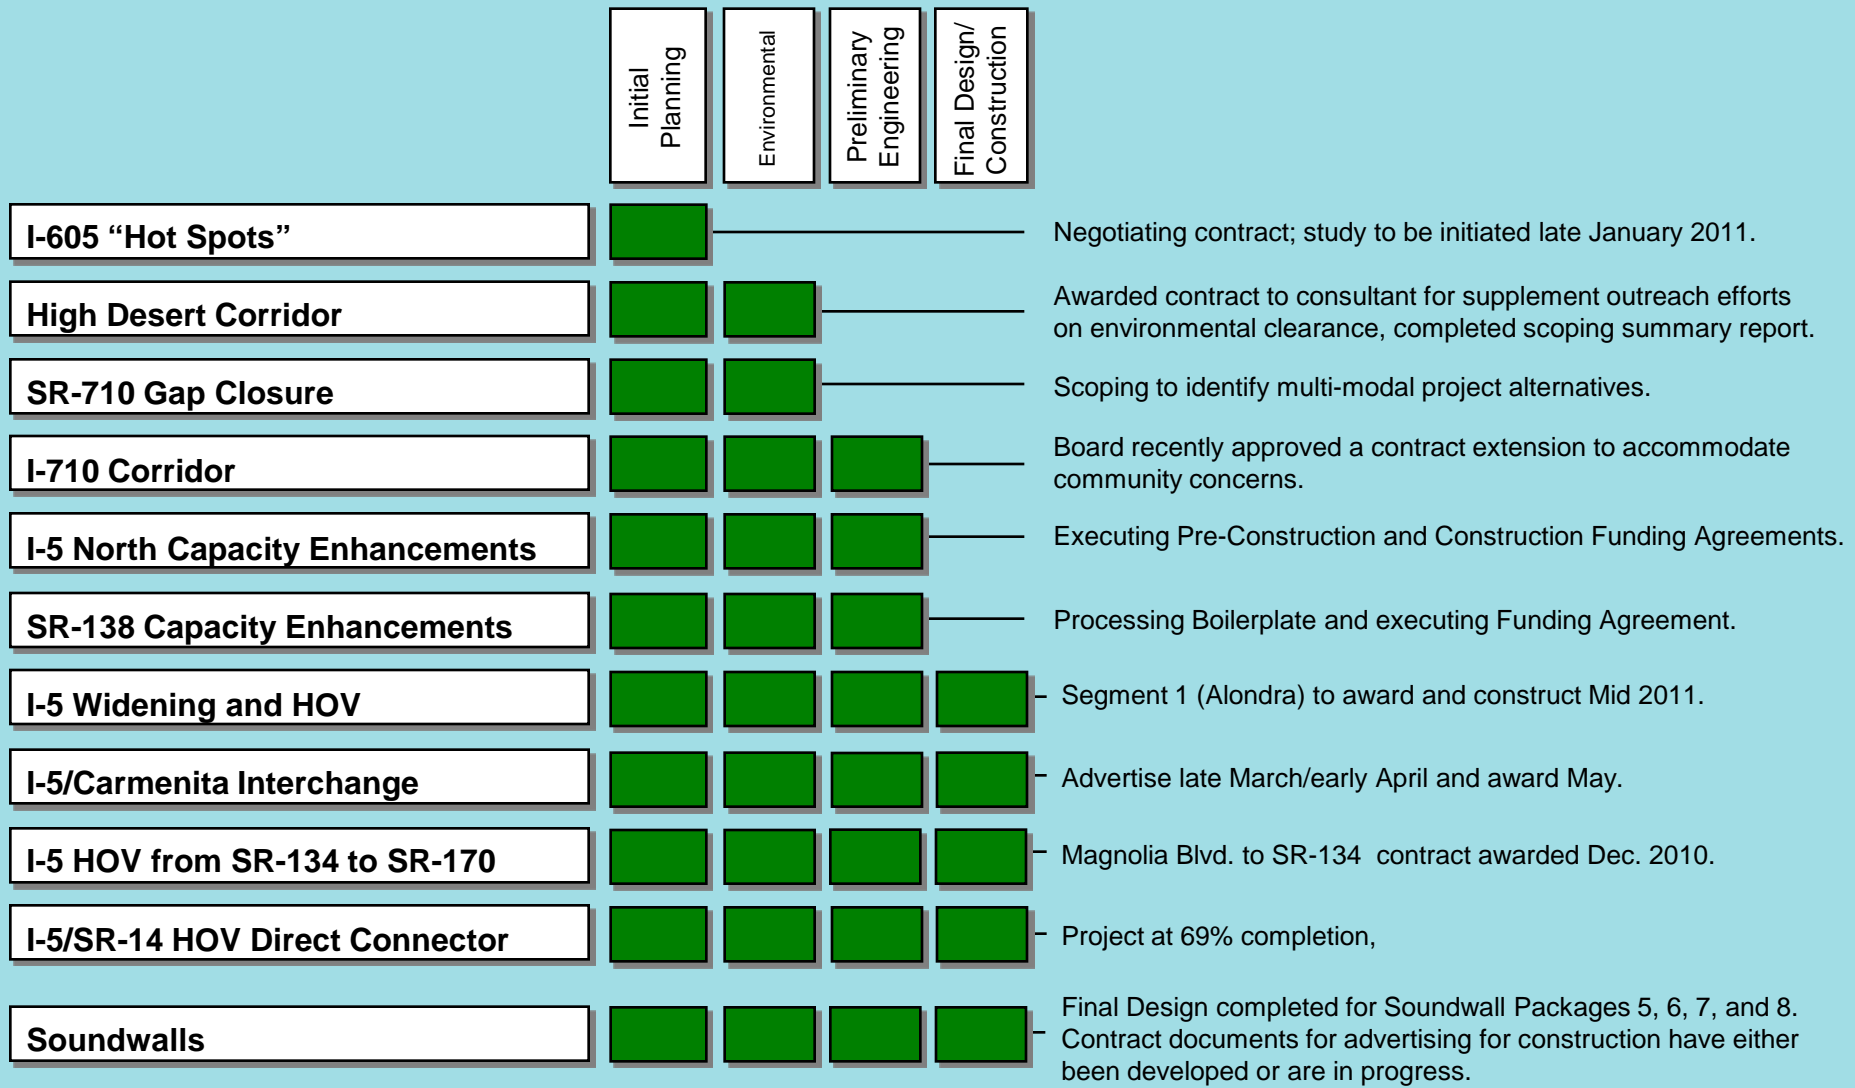 Initial
Planning
Environmental
Preliminary
Engineering
Final Design/
Construction
I-605 “Hot Spots”
Negotiating contract; study to be initiated late January 2011.
High Desert Corridor
Awarded contract to consultant for supplement outreach efforts
on environmental clearance, completed scoping summary report.
SR-710 Gap Closure
Scoping to identify multi-modal project alternatives.
I-710 Corridor
Board recently approved a contract extension to accommodate
community concerns.
I-5 North Capacity Enhancements
Executing Pre-Construction and Construction Funding Agreements.
SR-138 Capacity Enhancements
Processing Boilerplate and executing Funding Agreement.
I-5 Widening and HOV
Segment 1 (Alondra) to award and construct Mid 2011.
I-5/Carmenita Interchange
Advertise late March/early April and award May.
I-5 HOV from SR-134 to SR-170
Magnolia Blvd. to SR-134  contract awarded Dec. 2010.
I-5/SR-14 HOV Direct Connector
Project at 69% completion,
Soundwalls
Final Design completed for Soundwall Packages 5, 6, 7, and 8.
Contract documents for advertising for construction have either
been developed or are in progress.